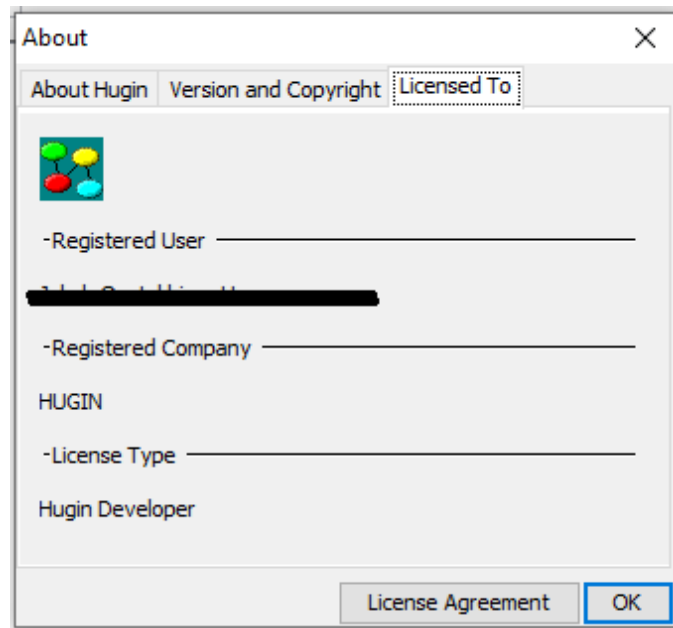 About
About Hugin Version and Copyright Licensed To
-Registered User
-Registered Company
HUGIN
-License Type
Hugin Developer
License Agreement OK